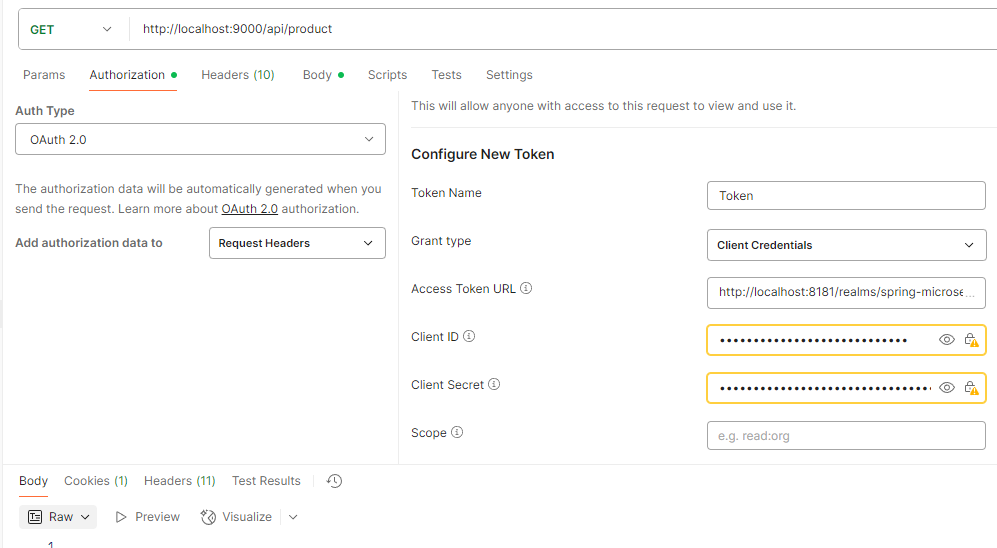 GET http://localhost:9000/api/product
Params Authorization Headers (10) Body Scripts Tests Settings
Auth Type
OAuth 2.0
The authorization data will be automatically generated when you
send the request. Learn more about OAuth 2.0 authorization.
Add authorization data to Request Headers
This will allow anyone with access to this request to view and use it.
Configure New Token
Token Name Token
Grant type Client Credentials
Access Token URL http://localhost:8181/realms/spring-microse...
Client ID ••••••••••••••••••••••••••••
Client Secret •••••••••••••••••••••••••••••••
Scope e.g. read:org
Body Cookies (1) Headers (11) Test Results
Raw Preview Visualize
1